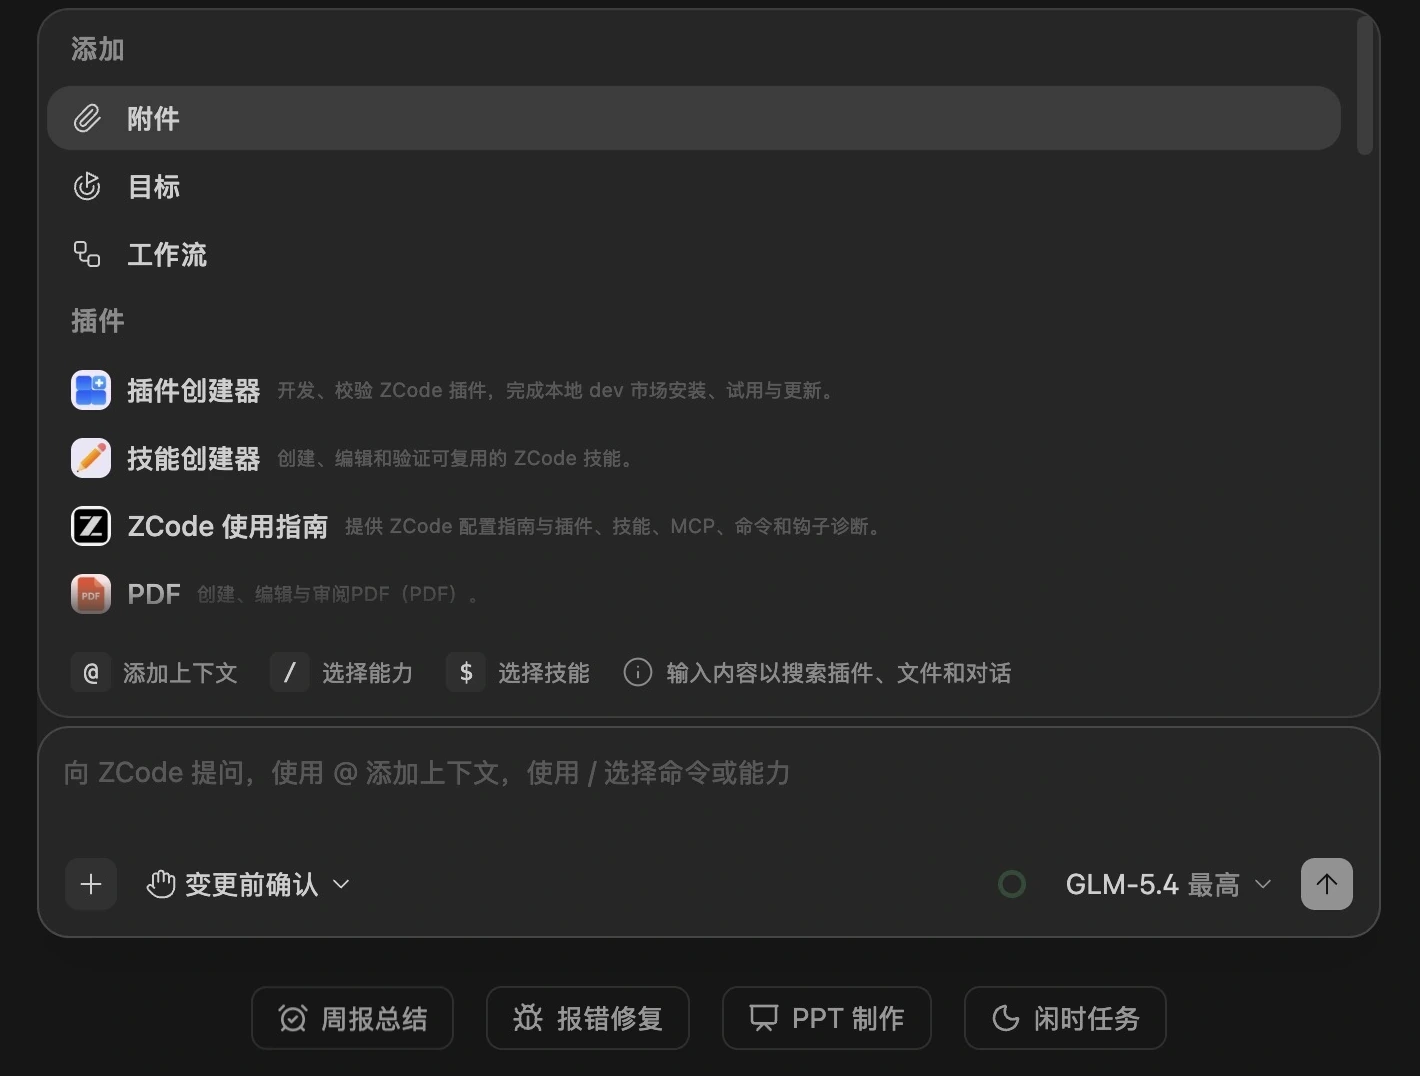 添加
附件
目标
工作流
插件
插件创建器 开发、校验 ZCode 插件，完成本地 dev 市场安装、试用与更新。
技能创建器 创建、编辑和验证可复用的 ZCode 技能。
ZCode 使用指南 提供 ZCode 配置指南与插件、技能、MCP、命令和钩子诊断。
PDF PDF 创建、编辑与审阅PDF（PDF）。
@ 添加上下文 / 选择能力 $ 选择技能 输入内容以搜索插件、文件和对话
向 ZCode 提问，使用 @ 添加上下文，使用 / 选择命令或能力
变更前确认 GLM-5.4 最高
周报总结 报错修复 PPT 制作 闲时任务